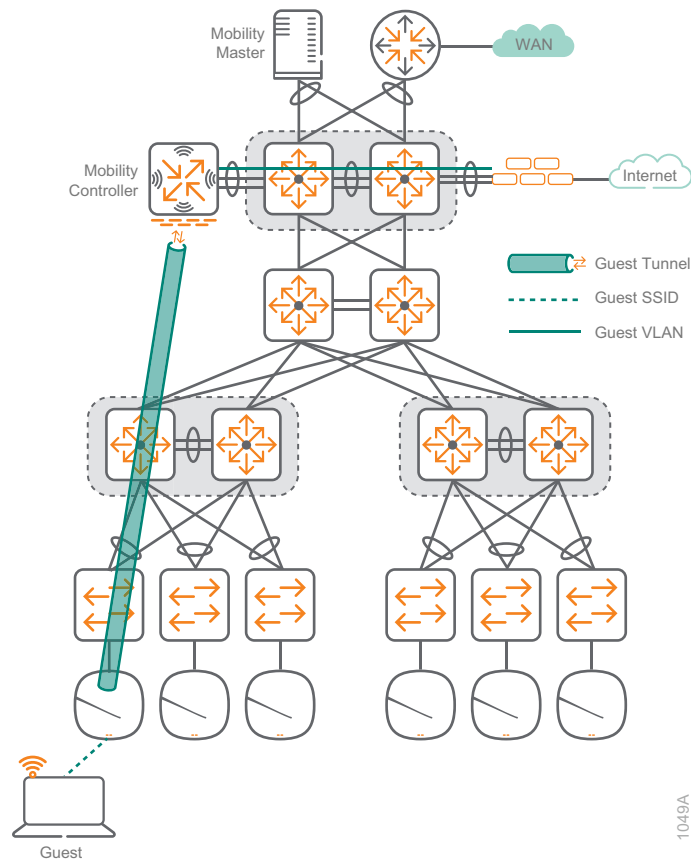 Mobility
Master
WAN
Mobility
Controller
Internet
Guest Tunnel
Guest SSID
Guest VLAN
Guest
1049A